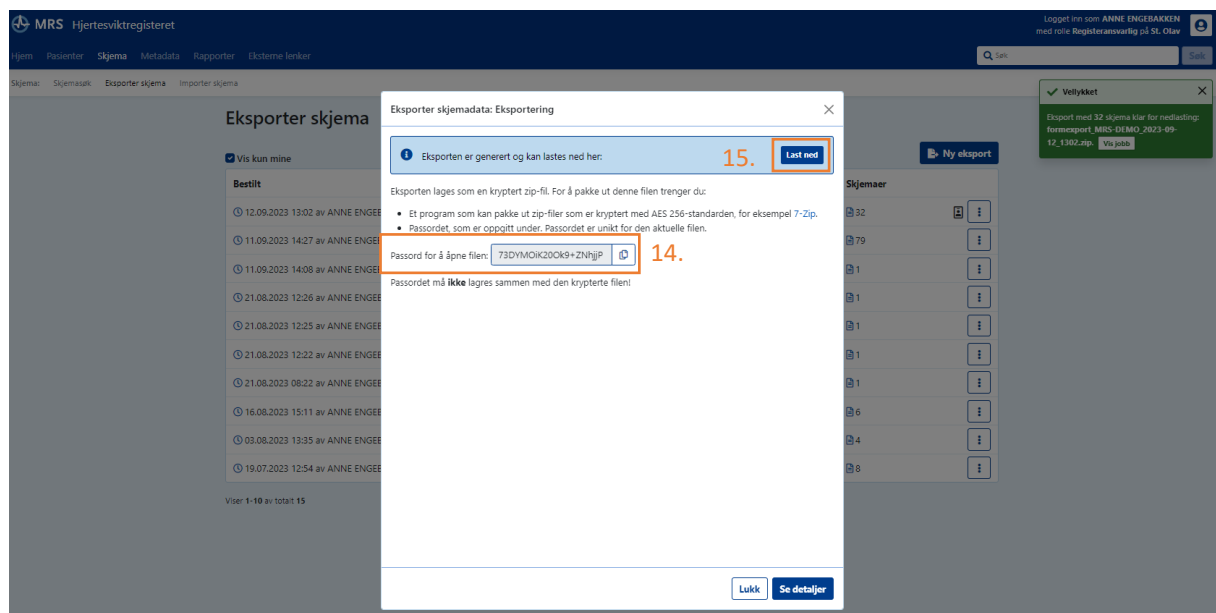 MRS Hjertesviktregisteret
Logget inn som ANNE ENGEBAKKEN
med rolle Registeransvarlig på St. Olav
Hjem Pasienter Skjema Metadata Rapporter Eksterne lenker
Søk Søk
Skjema: Skjemasøk Eksporter skjema Importer skjema
Vellykket
Eksport med 32 skjema klar for nedlasting:
formexport_MRS-DEMO_2023-09-
12_1302.zip. Vis jobb
Eksporter skjema
Vis kun mine
Ny eksport
Bestilt Skjemaer
12.09.2023 13:02 av ANNE ENGEE 32
11.09.2023 14:27 av ANNE ENGEE 79
11.09.2023 14:08 av ANNE ENGEE 1
21.08.2023 12:26 av ANNE ENGEE 1
21.08.2023 12:25 av ANNE ENGEE 1
21.08.2023 12:22 av ANNE ENGEE 1
21.08.2023 08:22 av ANNE ENGEE 1
16.08.2023 15:11 av ANNE ENGEE 6
03.08.2023 13:35 av ANNE ENGEE 4
19.07.2023 12:54 av ANNE ENGEE 8
Viser 1-10 av totalt 15
Eksporter skjemadata: Eksportering
Eksporten er generert og kan lastes ned her: 15. Last ned
Eksporten lages som en kryptert zip-fil. For å pakke ut denne filen trenger du:
• Et program som kan pakke ut zip-filer som er kryptert med AES 256-standarden, for eksempel 7-Zip.
• Passordet, som er oppgitt under. Passordet er unikt for den aktuelle filen.
Passord for å åpne filen: 73DYMOiK20Ok9+ZNhjjP 14.
Passordet må ikke lagres sammen med den krypterte filen!
Lukk Se detaljer